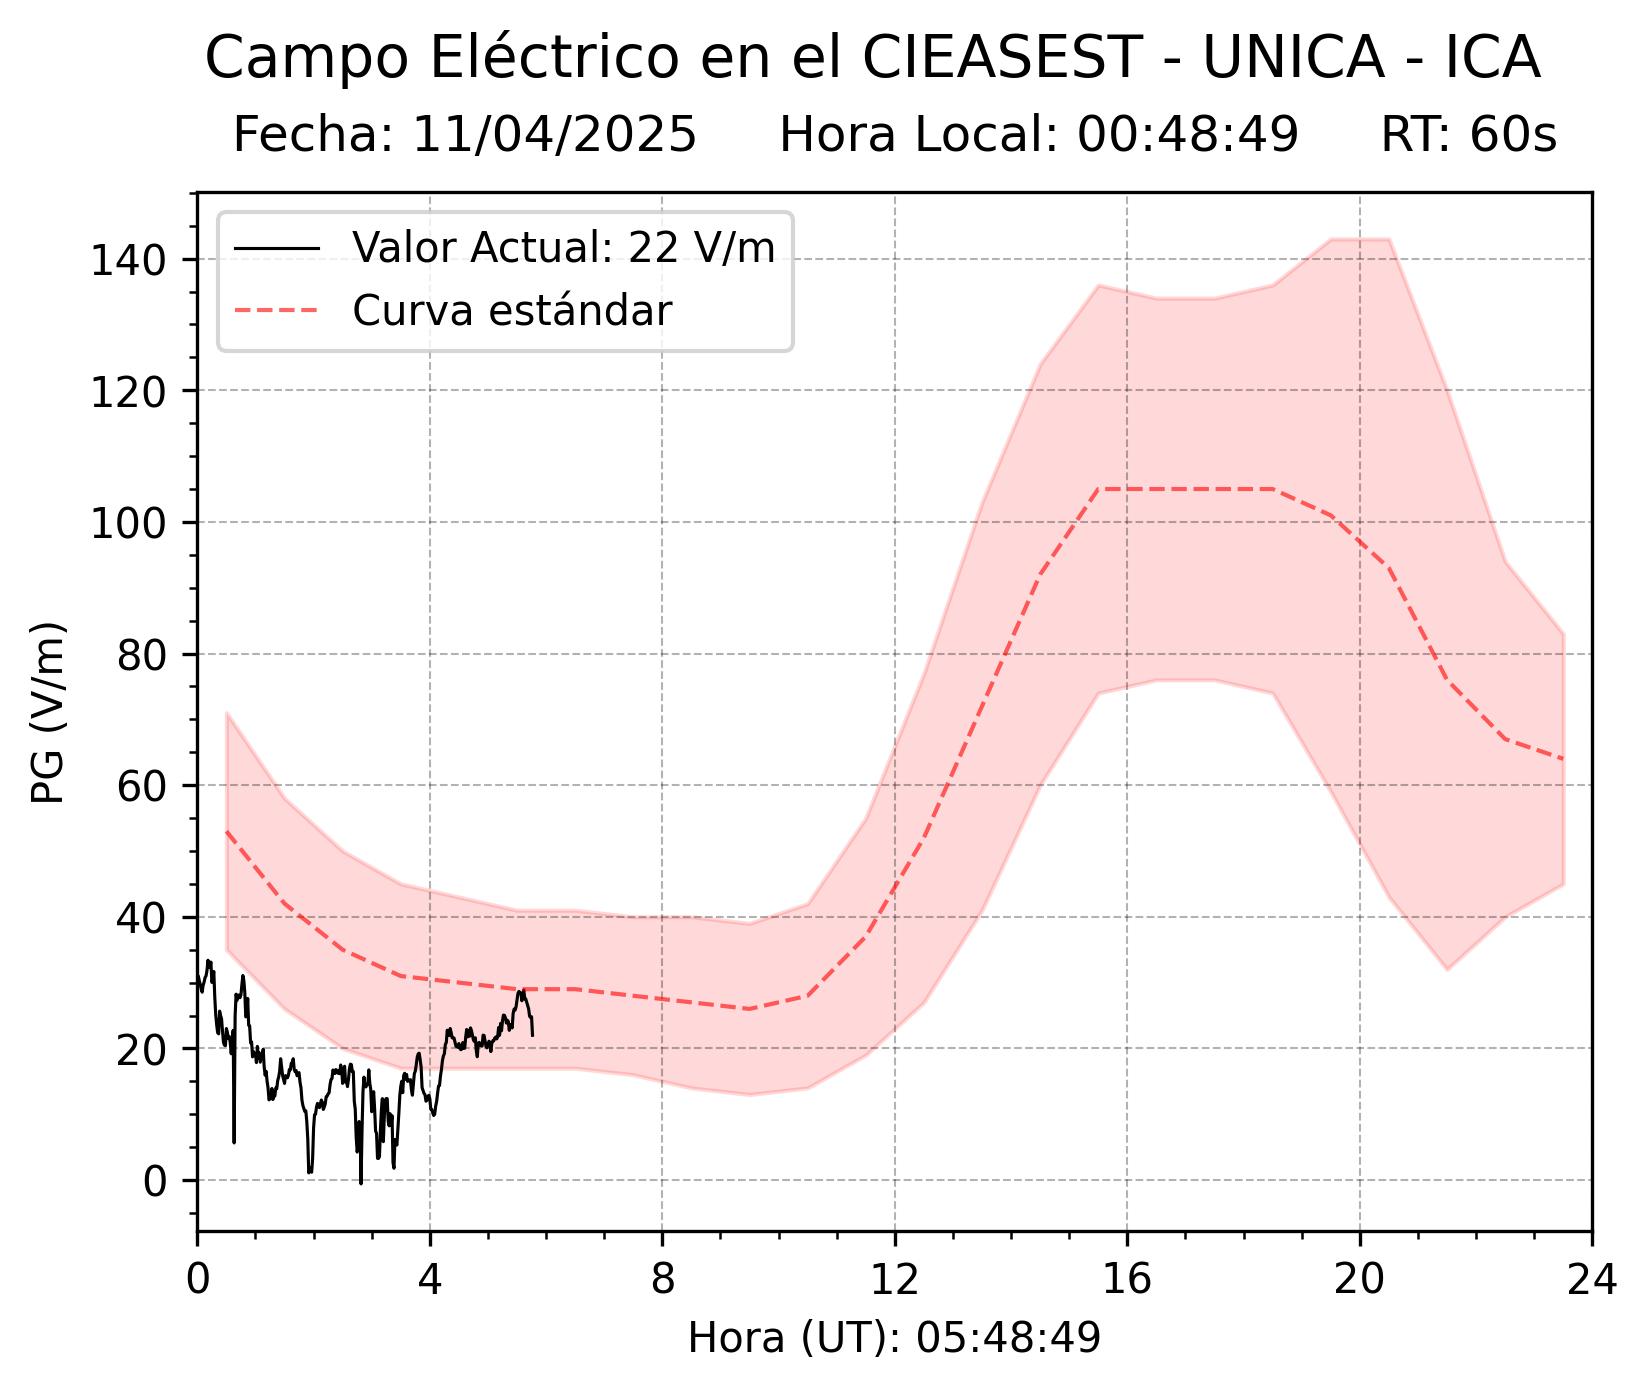 Campo Eléctrico en el CIEASEST - UNICA - ICA
Fecha: 11/04/2025 Hora Local: 00:48:49 RT: 60s
Valor Actual: 22 V/m
Curva estándar
140
120
100
80
60
40
20
0
PG (V/m)
0 4 8 12 16 20 24
Hora (UT): 05:48:49